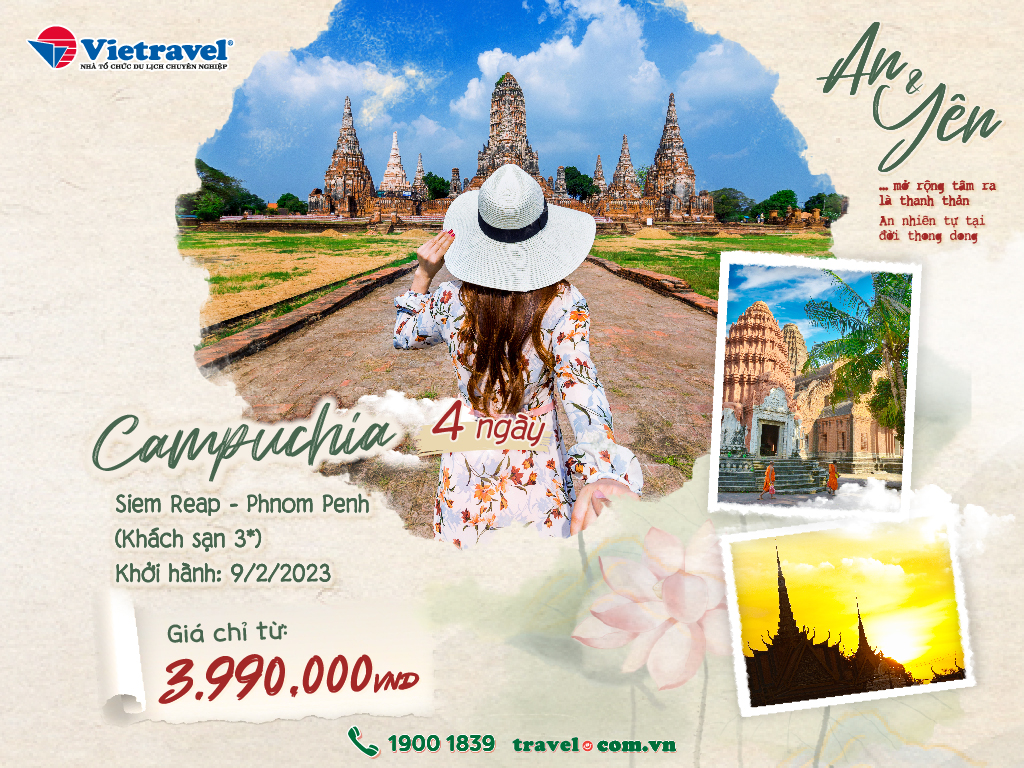 Vietravel®
NHÀ TỔ CHỨC DU LỊCH CHUYÊN NGHIỆP
An & Yên
... mở rộng tâm ra
là thanh thản
An nhiên tự tại
đời thong dong
Campuchia 4 ngày
Siem Reap - Phnom Penh
(Khách sạn 3*)
Khởi hành: 9/2/2023
Giá chỉ từ:
3.990.000VND
1900 1839 travel.com.vn